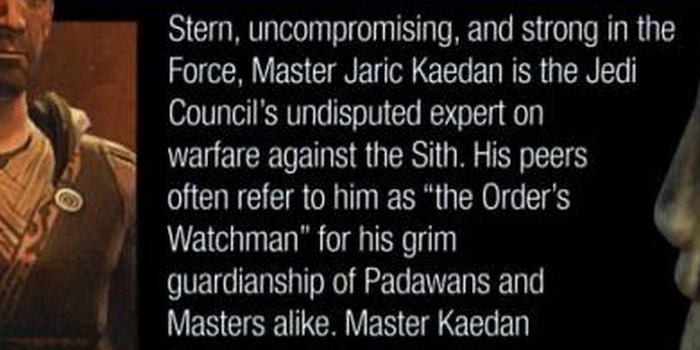 Stern, uncompromising, and strong in the
Force, Master Jaric Kaedan is the Jedi
Council’s undisputed expert on
warfare against the Sith. His peers
often refer to him as “the Order’s
Watchman” for his grim
guardianship of Padawans and
Masters alike. Master Kaedan